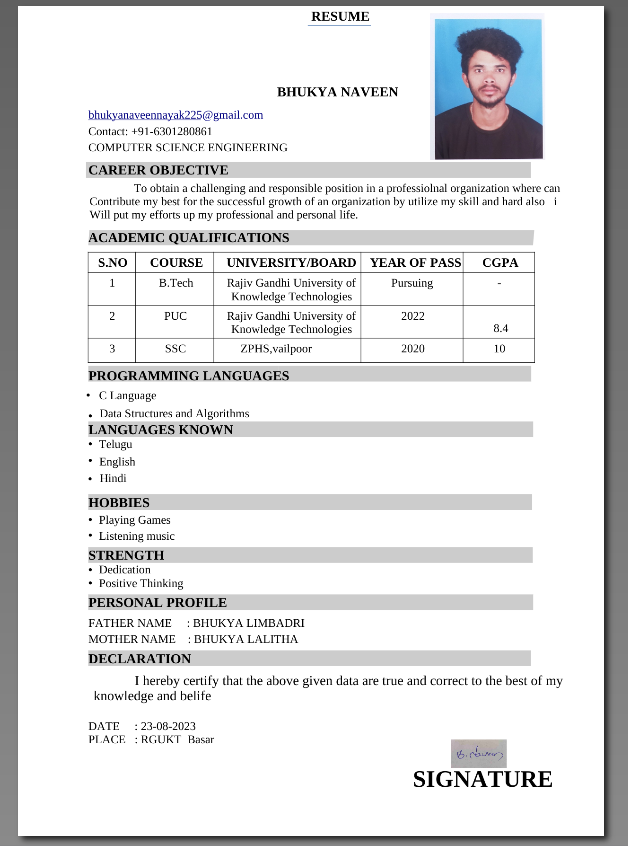 RESUME
BHUKYA NAVEEN
bhukyanaveennayak225@gmail.com
Contact: +91-6301280861
COMPUTER SCIENCE ENGINEERING
CAREER OBJECTIVE
To obtain a challenging and responsible position in a professiolnal organization where can
Contribute my best for the successful growth of an organization by utilize my skill and hard also i
Will put my efforts up my professional and personal life.
ACADEMIC QUALIFICATIONS
S.NO COURSE UNIVERSITY/BOARD YEAR OF PASS CGPA
1 B.Tech Rajiv Gandhi University of Pursuing -
Knowledge Technologies
2 PUC Rajiv Gandhi University of 2022
Knowledge Technologies 8.4
3 SSC ZPHS,vailpoor 2020 10
PROGRAMMING LANGUAGES
• C Language
• Data Structures and Algorithms
LANGUAGES KNOWN
• Telugu
• English
• Hindi
HOBBIES
• Playing Games
• Listening music
STRENGTH
• Dedication
• Positive Thinking
PERSONAL PROFILE
FATHER NAME : BHUKYA LIMBADRI
MOTHER NAME : BHUKYA LALITHA
DECLARATION
I hereby certify that the above given data are true and correct to the best of my
knowledge and belife
DATE : 23-08-2023
PLACE : RGUKT Basar
B. Naveen
SIGNATURE